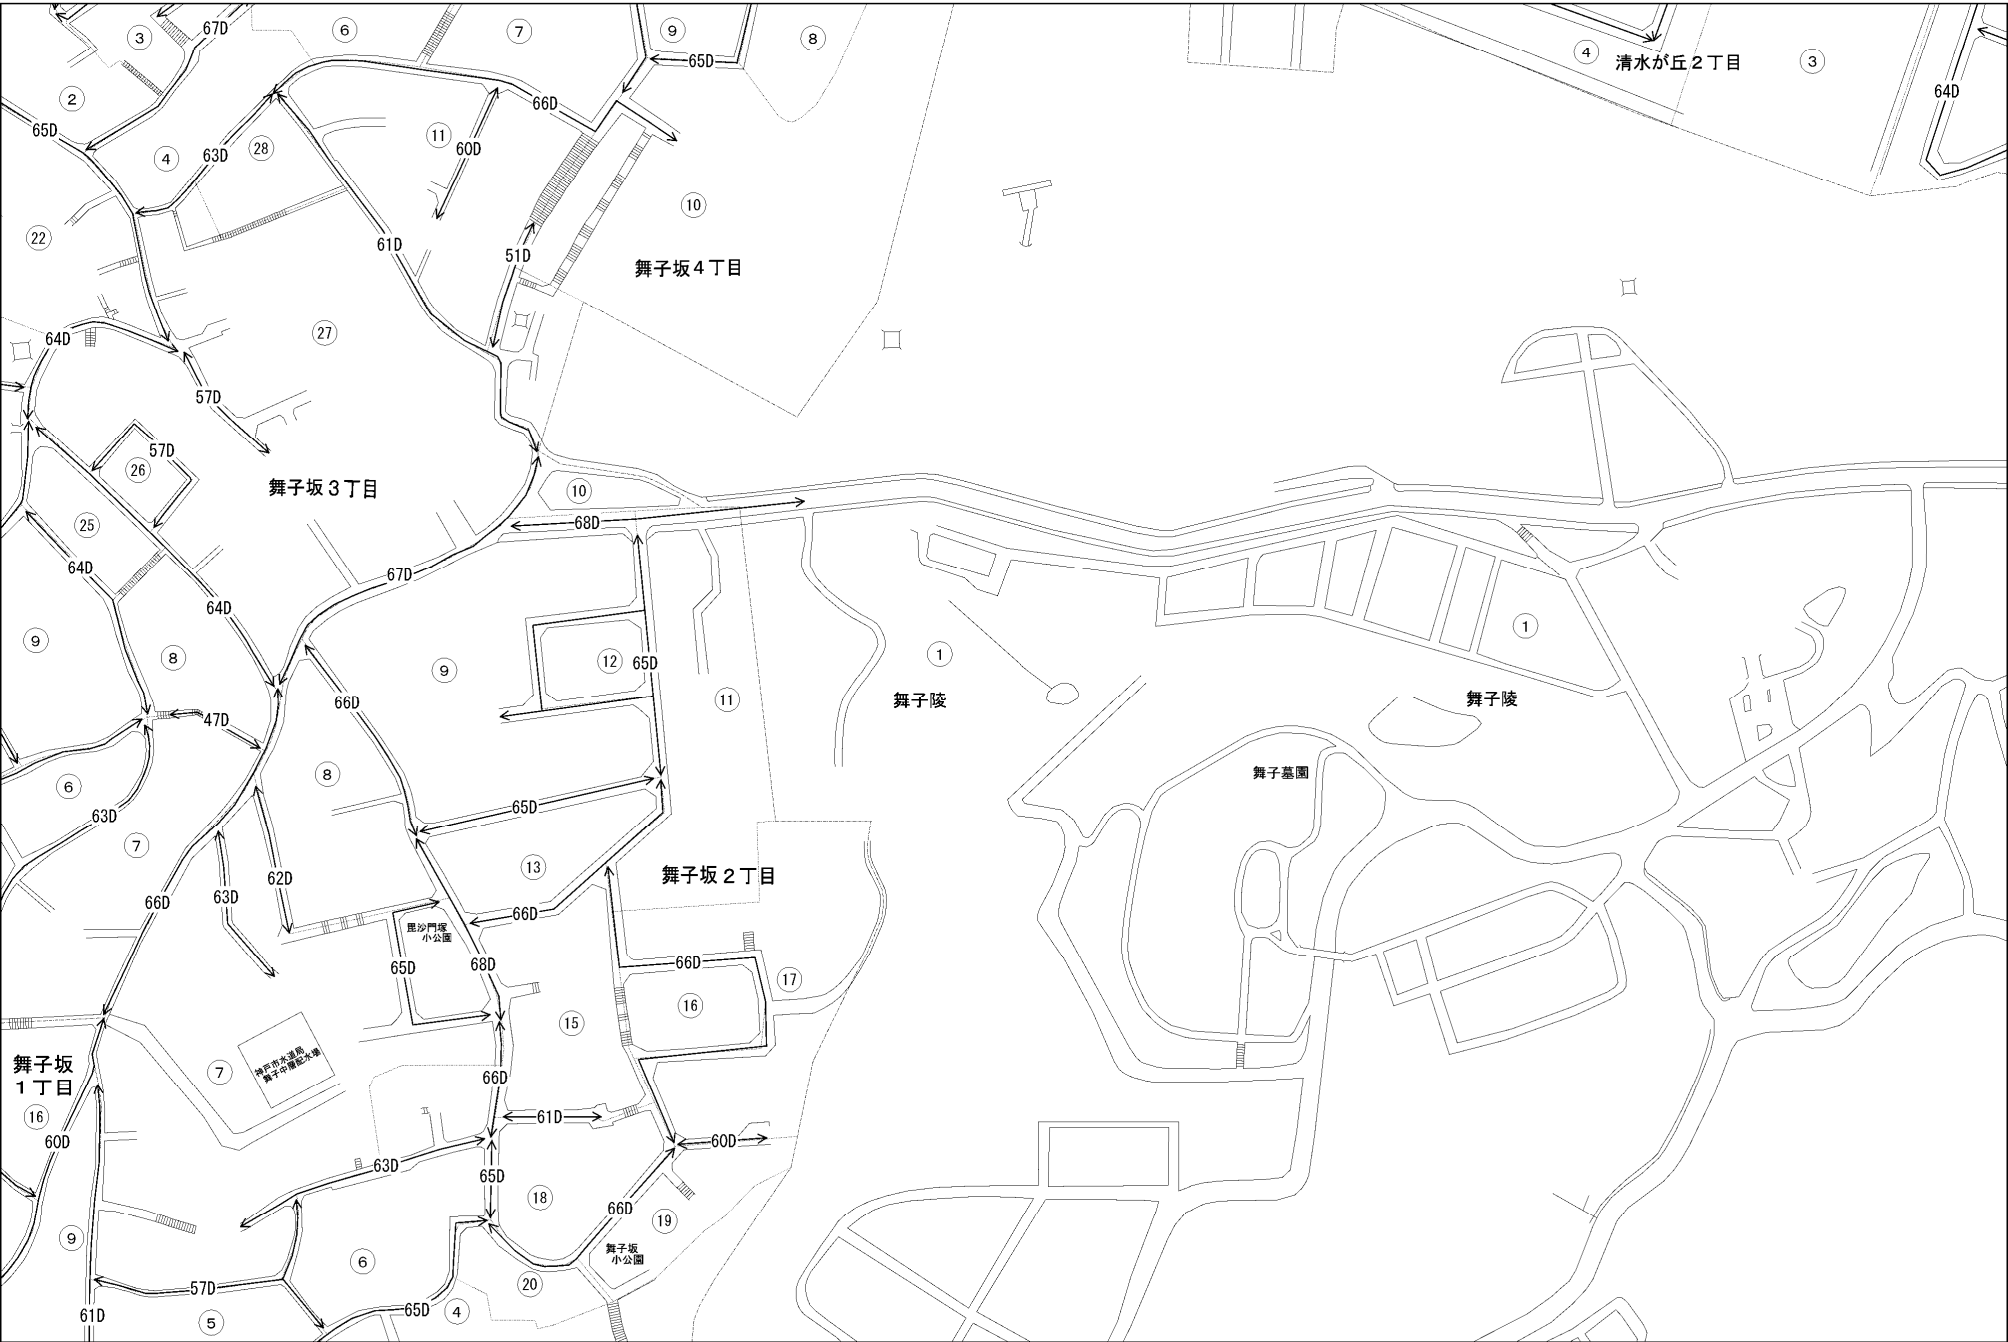 67D
⑥
⑦
⑨
⑧
③
65D
④
清水が丘２丁目
③
②
66D
64D
65D
⑪
④
㉘
63D
60D
⑩
㉒
61D
51D
舞子坂４丁目
㉗
64D
57D
57D
㉖
舞子坂３丁目
⑩
㉕
68D
64D
67D
64D
⑨
⑧
⑨
⑫
65D
①
①
66D
⑪
舞子陵
舞子陵
47D
⑧
舞子墓園
⑥
63D
65D
⑦
⑬
舞子坂２丁目
62D
63D
66D
66D
毘沙門塚
小公園
65D
68D
66D
⑰
⑯
⑮
舞子坂
１丁目
⑦
神戸市水道局
舞子中層配水場
66D
⑯
61D
60D
60D
63D
65D
⑱
66D
⑲
⑨
舞子坂
小公園
⑥
57D
⑳
65D
④
61D
⑤